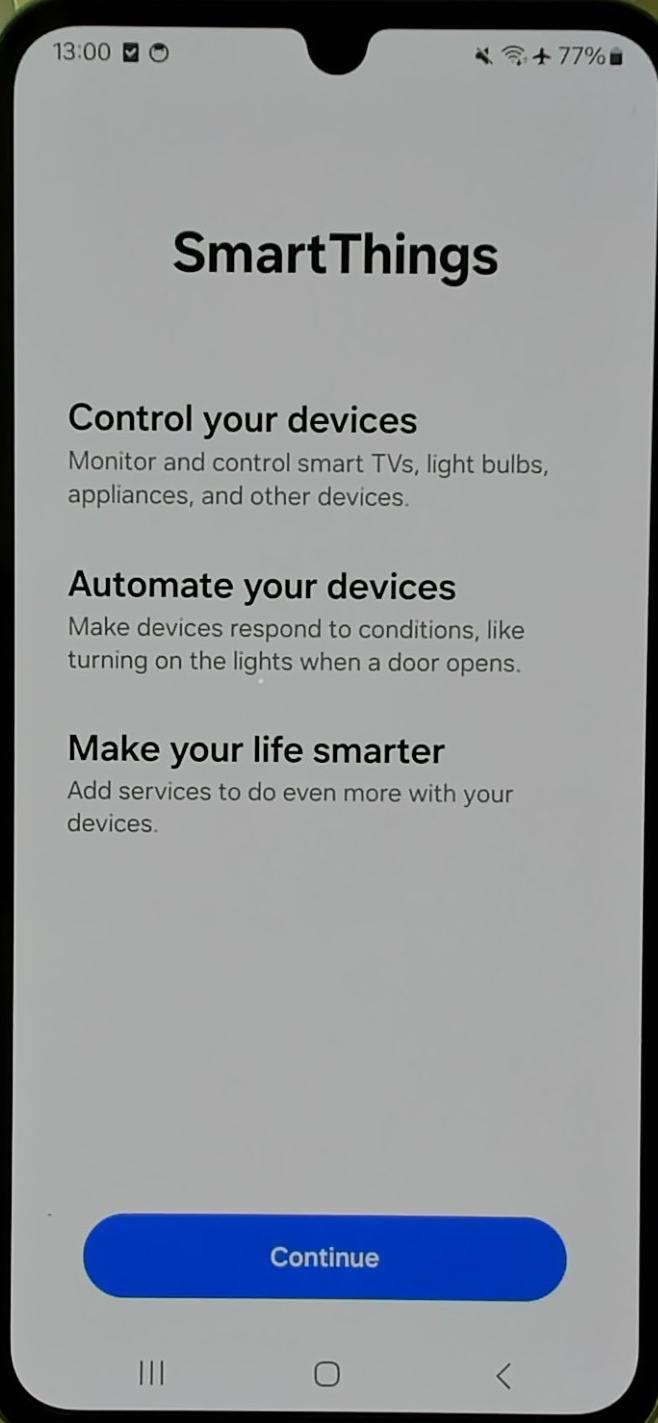 13:00
77%
SmartThings
Control your devices
Monitor and control smart TVs, light bulbs,
appliances, and other devices.
Automate your devices
Make devices respond to conditions, like
turning on the lights when a door opens.
Make your life smarter
Add services to do even more with your
devices.
Continue